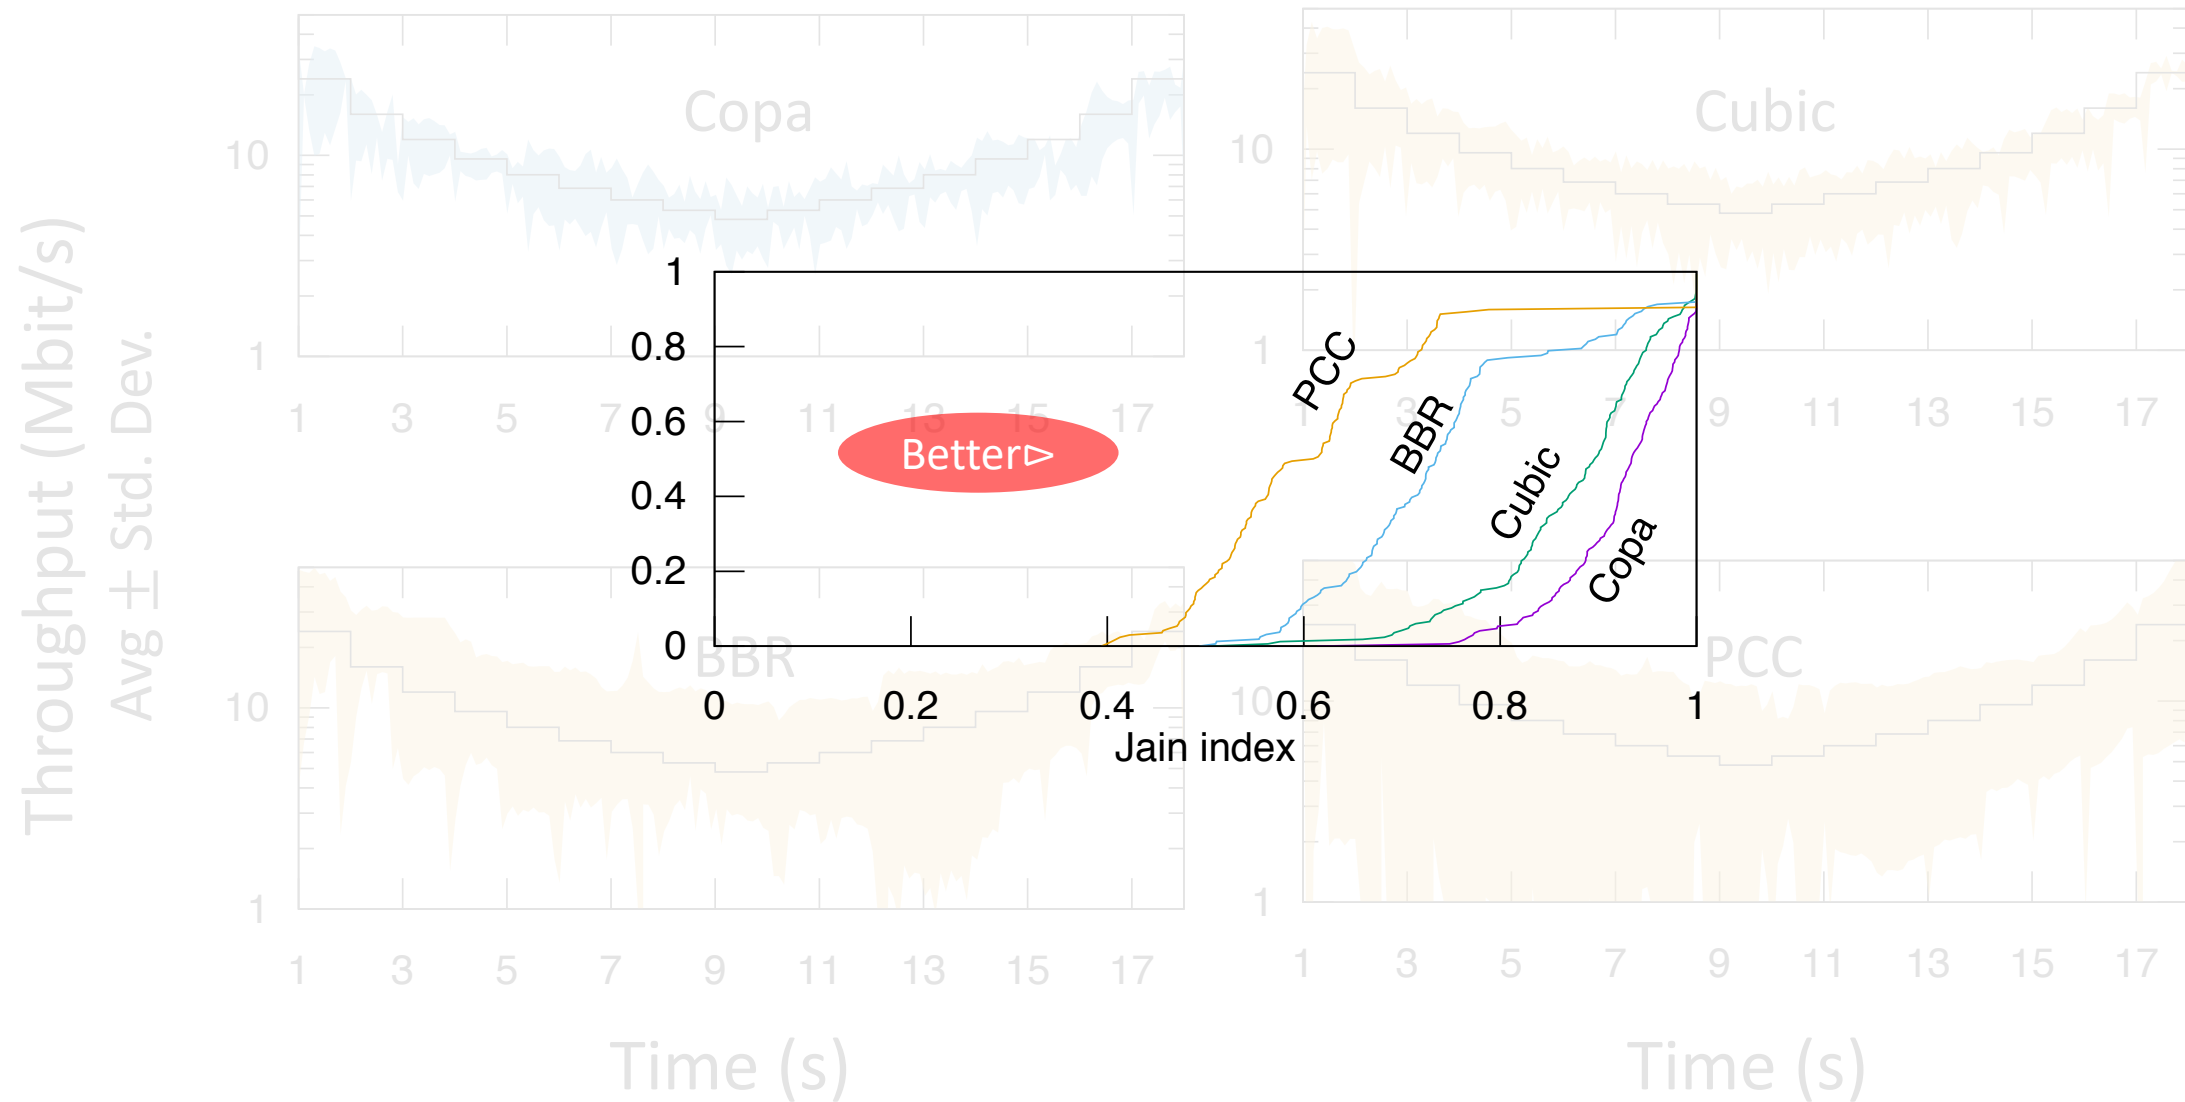 Copa
Cubic
10
10
1
1
1 3 5 7 9 11 13 15 17
1 3 5 7 9 11 13 15 17
Throughput (Mbit/s)
Avg ± Std. Dev.
1
0.8
0.6
0.4
0.2
0
Better▷
PCC
BBR
Cubic
Copa
0 0.2 0.4 0.6 0.8 1
Jain index
BBR
PCC
10
10
1
1
1 3 5 7 9 11 13 15 17
1 3 5 7 9 11 13 15 17
Time (s)
Time (s)